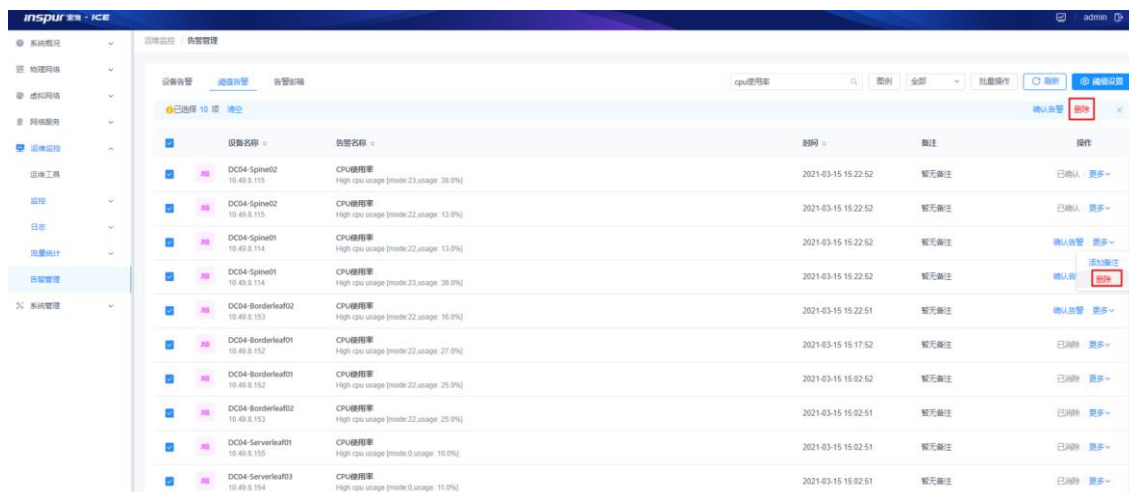 inspur 浪潮 - ICE
admin
系统概况
物理网络
虚拟网络
网络服务
运维监控
运维工具
监控
日志
流量统计
告警管理
系统管理
运维监控 / 告警管理
设备告警 阈值告警 告警邮箱
cpu使用率 图例 全部 批量操作 刷新 阈值设置
已选择 10 项 清空 确认告警 删除
设备名称 告警名称 时间 备注 操作
DC04-Spine02 CPU使用率
10.49.8.115 High cpu usage [mode:23,usage: 38.0%] 2021-03-15 15:22:52 暂无备注 已确认 更多
DC04-Spine02 CPU使用率
10.49.8.115 High cpu usage [mode:22,usage: 13.0%] 2021-03-15 15:22:52 暂无备注 已确认 更多
DC04-Spine01 CPU使用率
10.49.8.114 High cpu usage [mode:22,usage: 13.0%] 2021-03-15 15:22:52 暂无备注 确认告警 更多
添加备注
删除
DC04-Spine01 CPU使用率
10.49.8.114 High cpu usage [mode:23,usage: 38.0%] 2021-03-15 15:22:52 暂无备注 确认告
DC04-Borderleaf02 CPU使用率
10.49.8.153 High cpu usage [mode:22,usage: 16.0%] 2021-03-15 15:22:51 暂无备注 确认告警 更多
DC04-Borderleaf01 CPU使用率
10.49.8.152 High cpu usage [mode:22,usage: 27.0%] 2021-03-15 15:17:52 暂无备注 已消除 更多
DC04-Borderleaf01 CPU使用率
10.49.8.152 High cpu usage [mode:22,usage: 25.0%] 2021-03-15 15:02:52 暂无备注 已消除 更多
DC04-Borderleaf02 CPU使用率
10.49.8.153 High cpu usage [mode:22,usage: 25.0%] 2021-03-15 15:02:51 暂无备注 已消除 更多
DC04-Serverleaf01 CPU使用率
10.49.8.155 High cpu usage [mode:0,usage: 10.0%] 2021-03-15 15:02:51 暂无备注 已消除 更多
DC04-Serverleaf03 CPU使用率
10.49.8.154 High cpu usage [mode:0,usage: 11.0%] 2021-03-15 15:02:51 暂无备注 已消除 更多